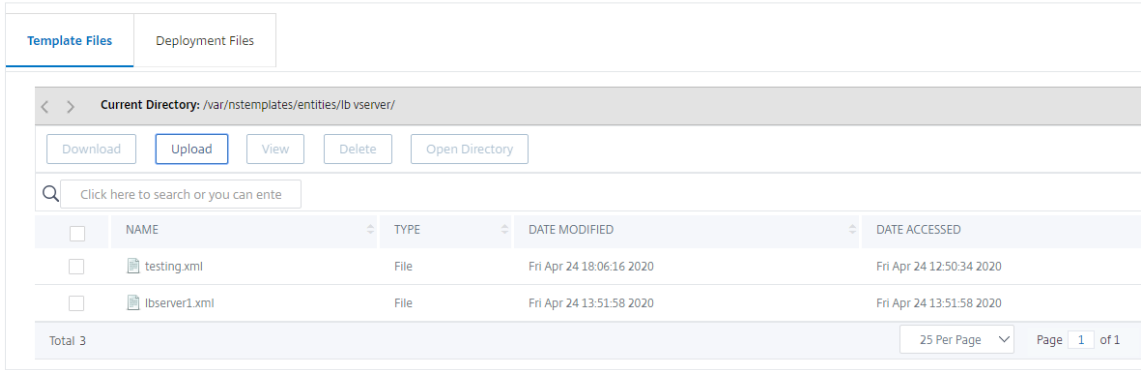 Template Files Deployment Files
Current Directory: /var/nstemplates/entities/lb vserver/
Download Upload View Delete Open Directory
Click here to search or you can ente
NAME TYPE DATE MODIFIED DATE ACCESSED
testing.xml File Fri Apr 24 18:06:16 2020 Fri Apr 24 12:50:34 2020
lbserver1.xml File Fri Apr 24 13:51:58 2020 Fri Apr 24 13:51:58 2020
Total 3 25 Per Page Page 1 of 1